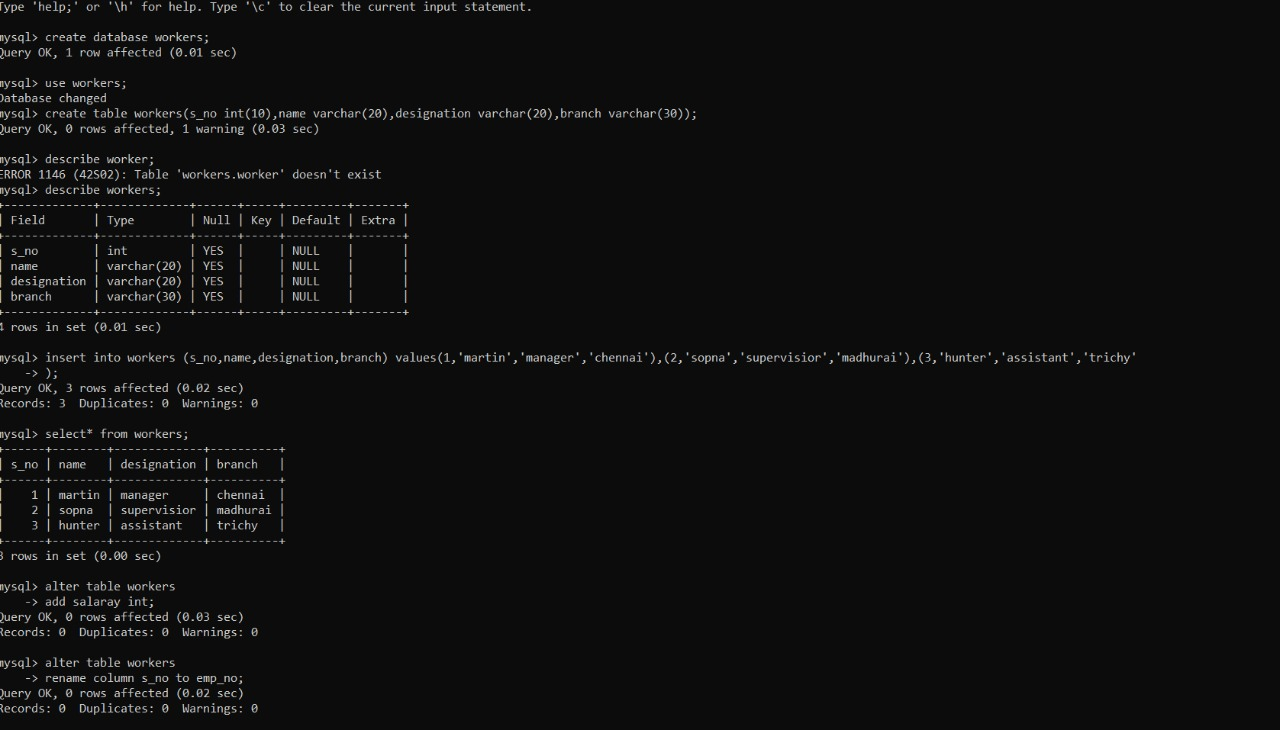 Type 'help;' or '\h' for help. Type '\c' to clear the current input statement.
mysql> create database workers;
Query OK, 1 row affected (0.01 sec)
mysql> use workers;
Database changed
mysql> create table workers(s_no int(10),name varchar(20),designation varchar(20),branch varchar(30));
Query OK, 0 rows affected, 1 warning (0.03 sec)
mysql> describe worker;
ERROR 1146 (42S02): Table 'workers.worker' doesn't exist
mysql> describe workers;
+-------------+-------------+------+-----+---------+-------+
| Field       | Type        | Null | Key | Default | Extra |
+-------------+-------------+------+-----+---------+-------+
| s_no        | int         | YES  |     | NULL    |       |
| name        | varchar(20) | YES  |     | NULL    |       |
| designation | varchar(20) | YES  |     | NULL    |       |
| branch      | varchar(30) | YES  |     | NULL    |       |
+-------------+-------------+------+-----+---------+-------+
4 rows in set (0.01 sec)
mysql> insert into workers (s_no,name,designation,branch) values(1,'martin','manager','chennai'),(2,'sopna','supervisior','madhurai'),(3,'hunter','assistant','trichy'
    -> );
Query OK, 3 rows affected (0.02 sec)
Records: 3  Duplicates: 0  Warnings: 0
mysql> select* from workers;
+------+--------+-------------+----------+
| s_no | name   | designation | branch   |
+------+--------+-------------+----------+
|    1 | martin | manager     | chennai  |
|    2 | sopna  | supervisior | madhurai |
|    3 | hunter | assistant   | trichy   |
+------+--------+-------------+----------+
3 rows in set (0.00 sec)
mysql> alter table workers
    -> add salaray int;
Query OK, 0 rows affected (0.03 sec)
Records: 0  Duplicates: 0  Warnings: 0
mysql> alter table workers
    -> rename column s_no to emp_no;
Query OK, 0 rows affected (0.02 sec)
Records: 0  Duplicates: 0  Warnings: 0